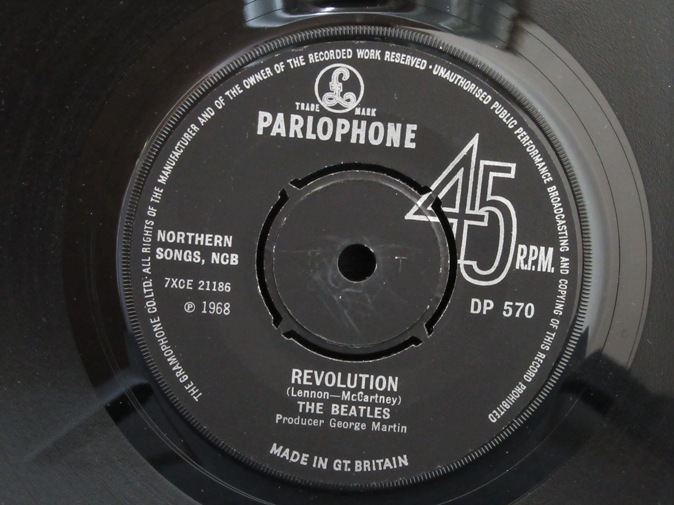 THE GRAMOPHONE CO.LTD. ALL RIGHTS OF THE MANUFACTURER AND OF THE OWNER OF THE RECORDED WORK RESERVED · UNAUTHORISED PUBLIC PERFORMANCE BROADCASTING AND COPYING OF THIS RECORD PROHIBITED
£
TRADE MARK
PARLOPHONE
45
R.P.M.
NORTHERN
SONGS, NCB
7XCE 21186
℗ 1968
DP 570
REVOLUTION
(Lennon—McCartney)
THE BEATLES
Producer George Martin
MADE IN GT. BRITAIN